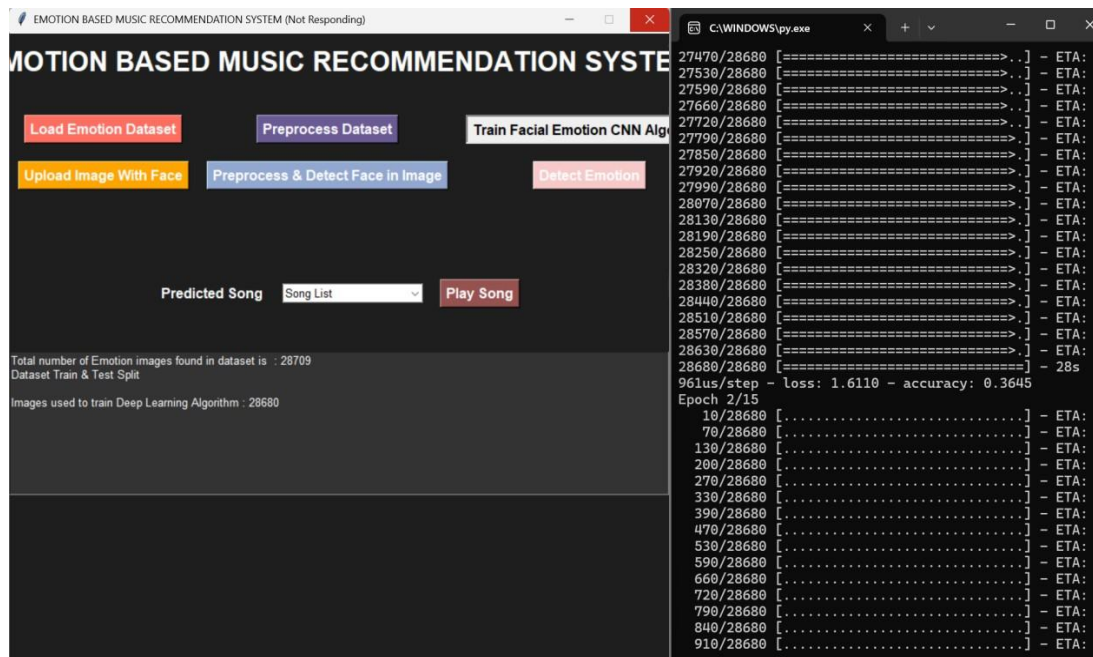 EMOTION BASED MUSIC RECOMMENDATION SYSTEM (Not Responding)
MOTION BASED MUSIC RECOMMENDATION SYSTE
Load Emotion Dataset
Preprocess Dataset
Train Facial Emotion CNN Algo
Upload Image With Face
Preprocess & Detect Face in Image
Detect Emotion
Predicted Song
Song List
Play Song
Total number of Emotion images found in dataset is : 28709
Dataset Train & Test Split
Images used to train Deep Learning Algorithm : 28680
C:\WINDOWS\py.exe
27470/28680 [============================>..] - ETA:
27530/28680 [============================>..] - ETA:
27590/28680 [============================>..] - ETA:
27660/28680 [============================>..] - ETA:
27720/28680 [============================>..] - ETA:
27790/28680 [=============================>.] - ETA:
27850/28680 [=============================>.] - ETA:
27920/28680 [=============================>.] - ETA:
27990/28680 [=============================>.] - ETA:
28070/28680 [=============================>.] - ETA:
28130/28680 [=============================>.] - ETA:
28190/28680 [=============================>.] - ETA:
28250/28680 [=============================>.] - ETA:
28320/28680 [=============================>.] - ETA:
28380/28680 [=============================>.] - ETA:
28440/28680 [=============================>.] - ETA:
28510/28680 [=============================>.] - ETA:
28570/28680 [=============================>.] - ETA:
28630/28680 [=============================>.] - ETA:
28680/28680 [==============================] - 28s
961us/step - loss: 1.6110 - accuracy: 0.3645
Epoch 2/15
10/28680 [..............................] - ETA:
70/28680 [..............................] - ETA:
130/28680 [..............................] - ETA:
200/28680 [..............................] - ETA:
270/28680 [..............................] - ETA:
330/28680 [..............................] - ETA:
390/28680 [..............................] - ETA:
470/28680 [..............................] - ETA:
530/28680 [..............................] - ETA:
590/28680 [..............................] - ETA:
660/28680 [..............................] - ETA:
720/28680 [..............................] - ETA:
790/28680 [..............................] - ETA:
840/28680 [..............................] - ETA:
910/28680 [..............................] - ETA: